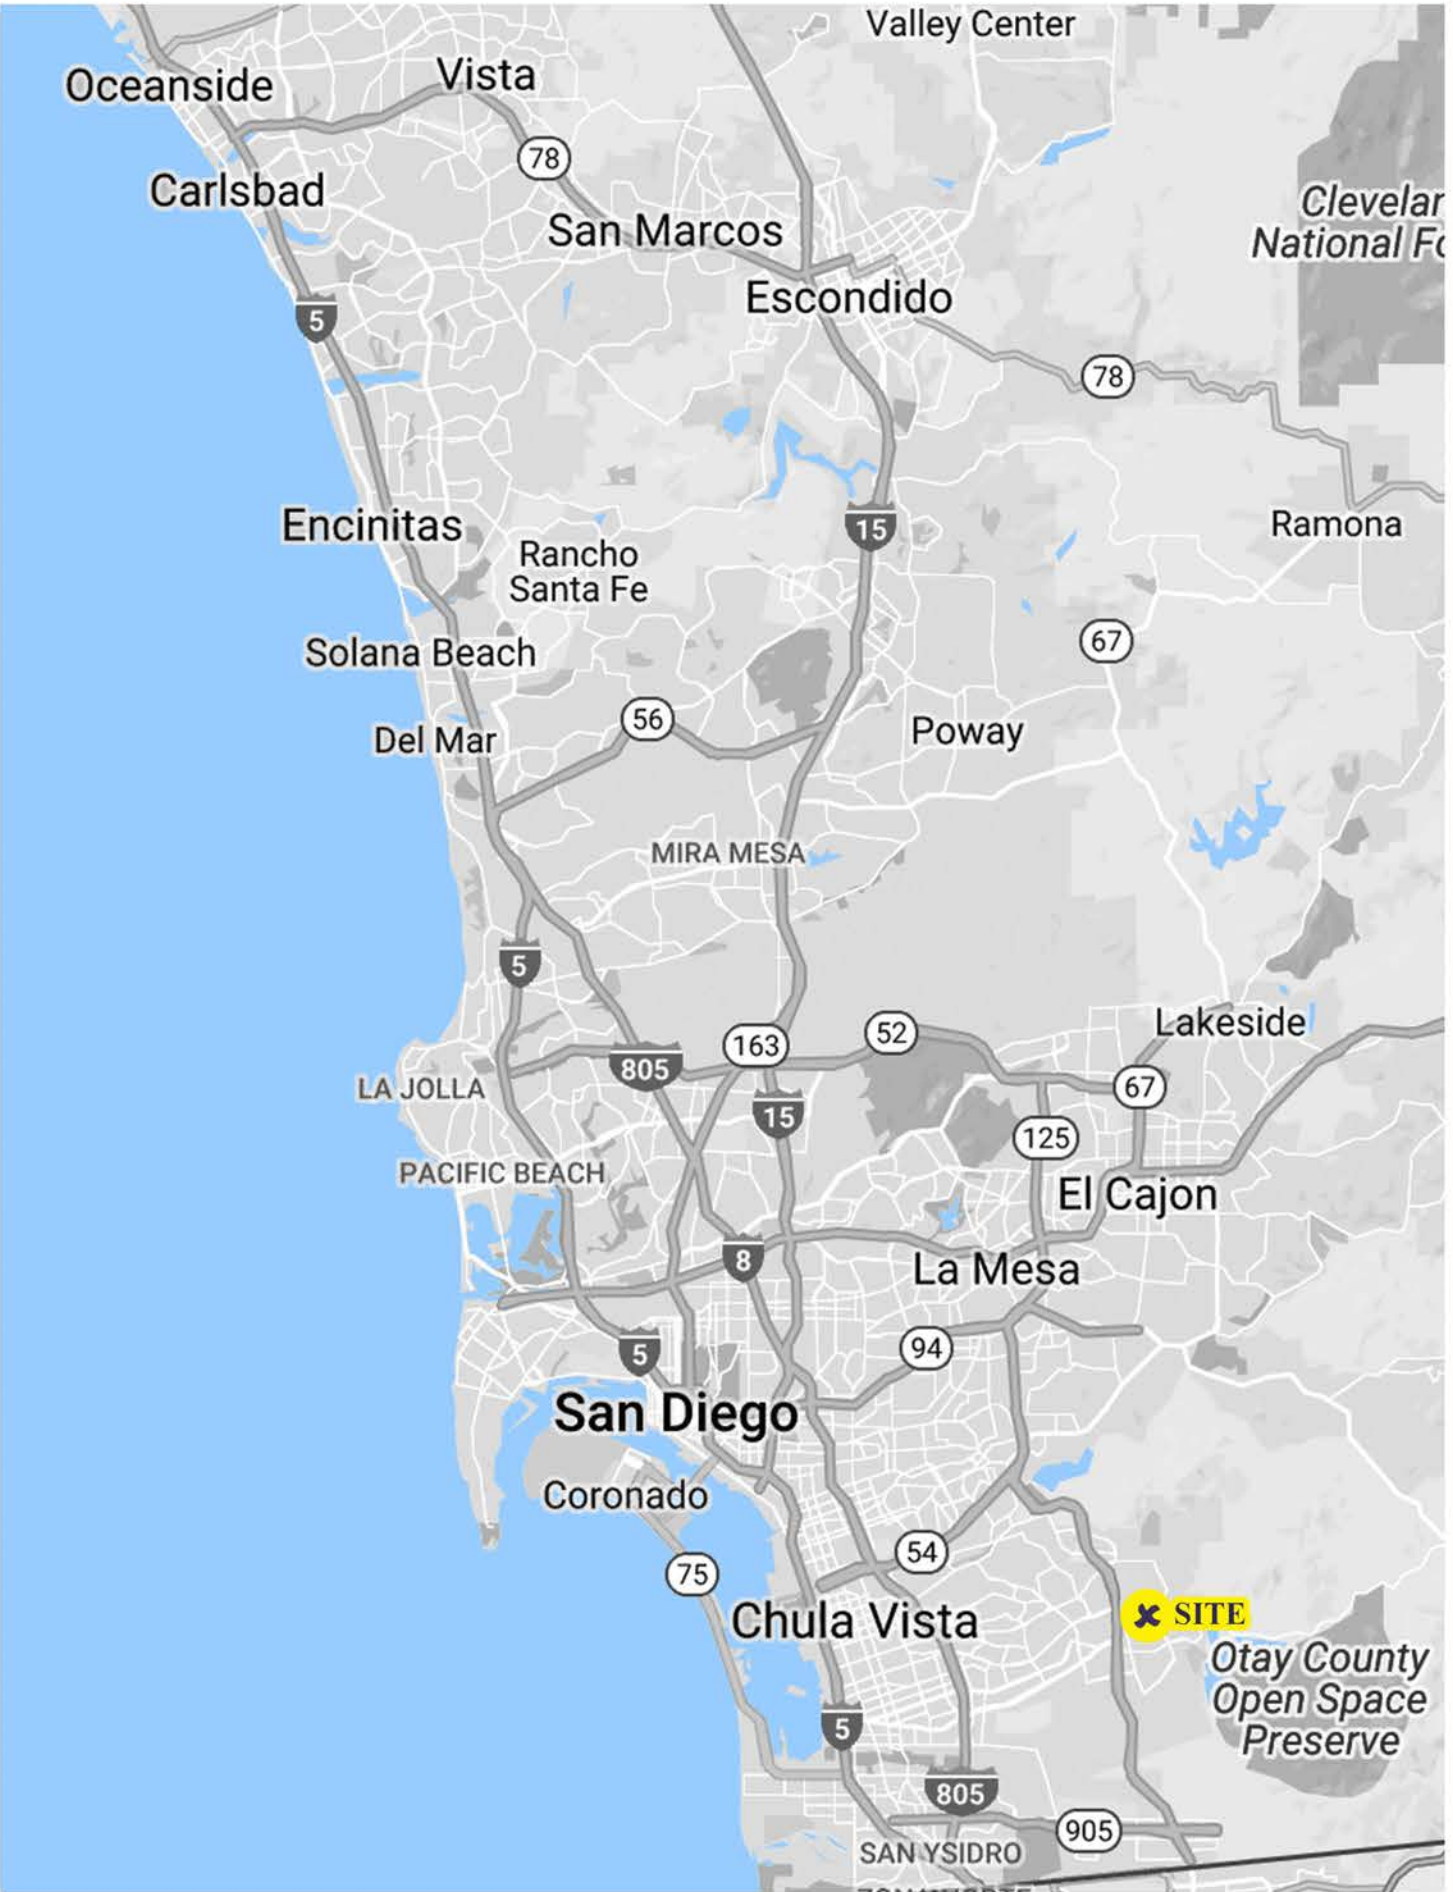 Valley Center
Oceanside
Vista
78
Carlsbad
Clevelar
National Fo
San Marcos
Escondido
5
78
Encinitas
15
Ramona
Rancho
Santa Fe
Solana Beach
67
56
Del Mar
Poway
MIRA MESA
5
Lakeside
163
52
805
LA JOLLA
67
15
125
PACIFIC BEACH
El Cajon
8
La Mesa
94
5
San Diego
Coronado
54
75
SITE
Chula Vista
Otay County
Open Space
Preserve
5
805
905
SAN YSIDRO